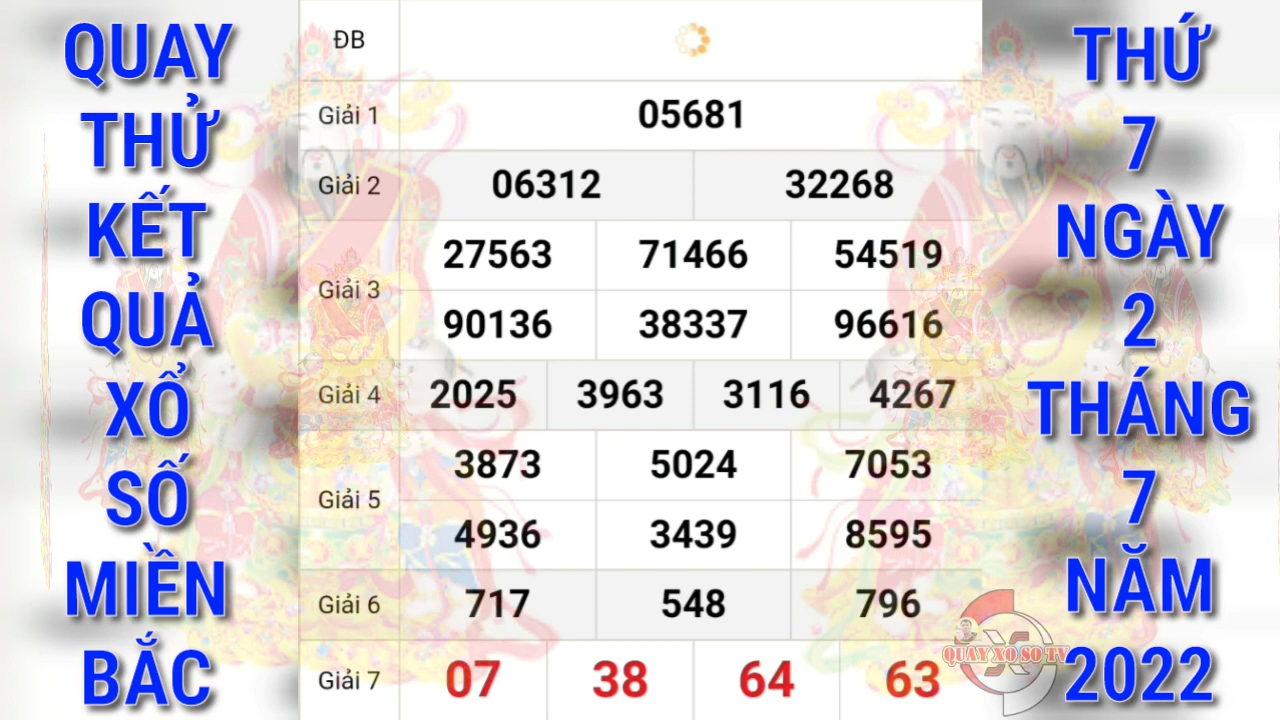 QUAY
THỬ
KẾT
QUẢ
XỔ
SỐ
MIỀN
BẮC
ĐB
Giải 1 05681
Giải 2 06312 32268
Giải 3
27563 71466 54519
90136 38337 96616
Giải 4 2025 3963 3116 4267
Giải 5
3873 5024 7053
4936 3439 8595
Giải 6 717 548 796
Giải 7 07 38 64 63
THỨ
7
NGÀY
2
THÁNG
7
NĂM
2022
QUAY XO SO TV